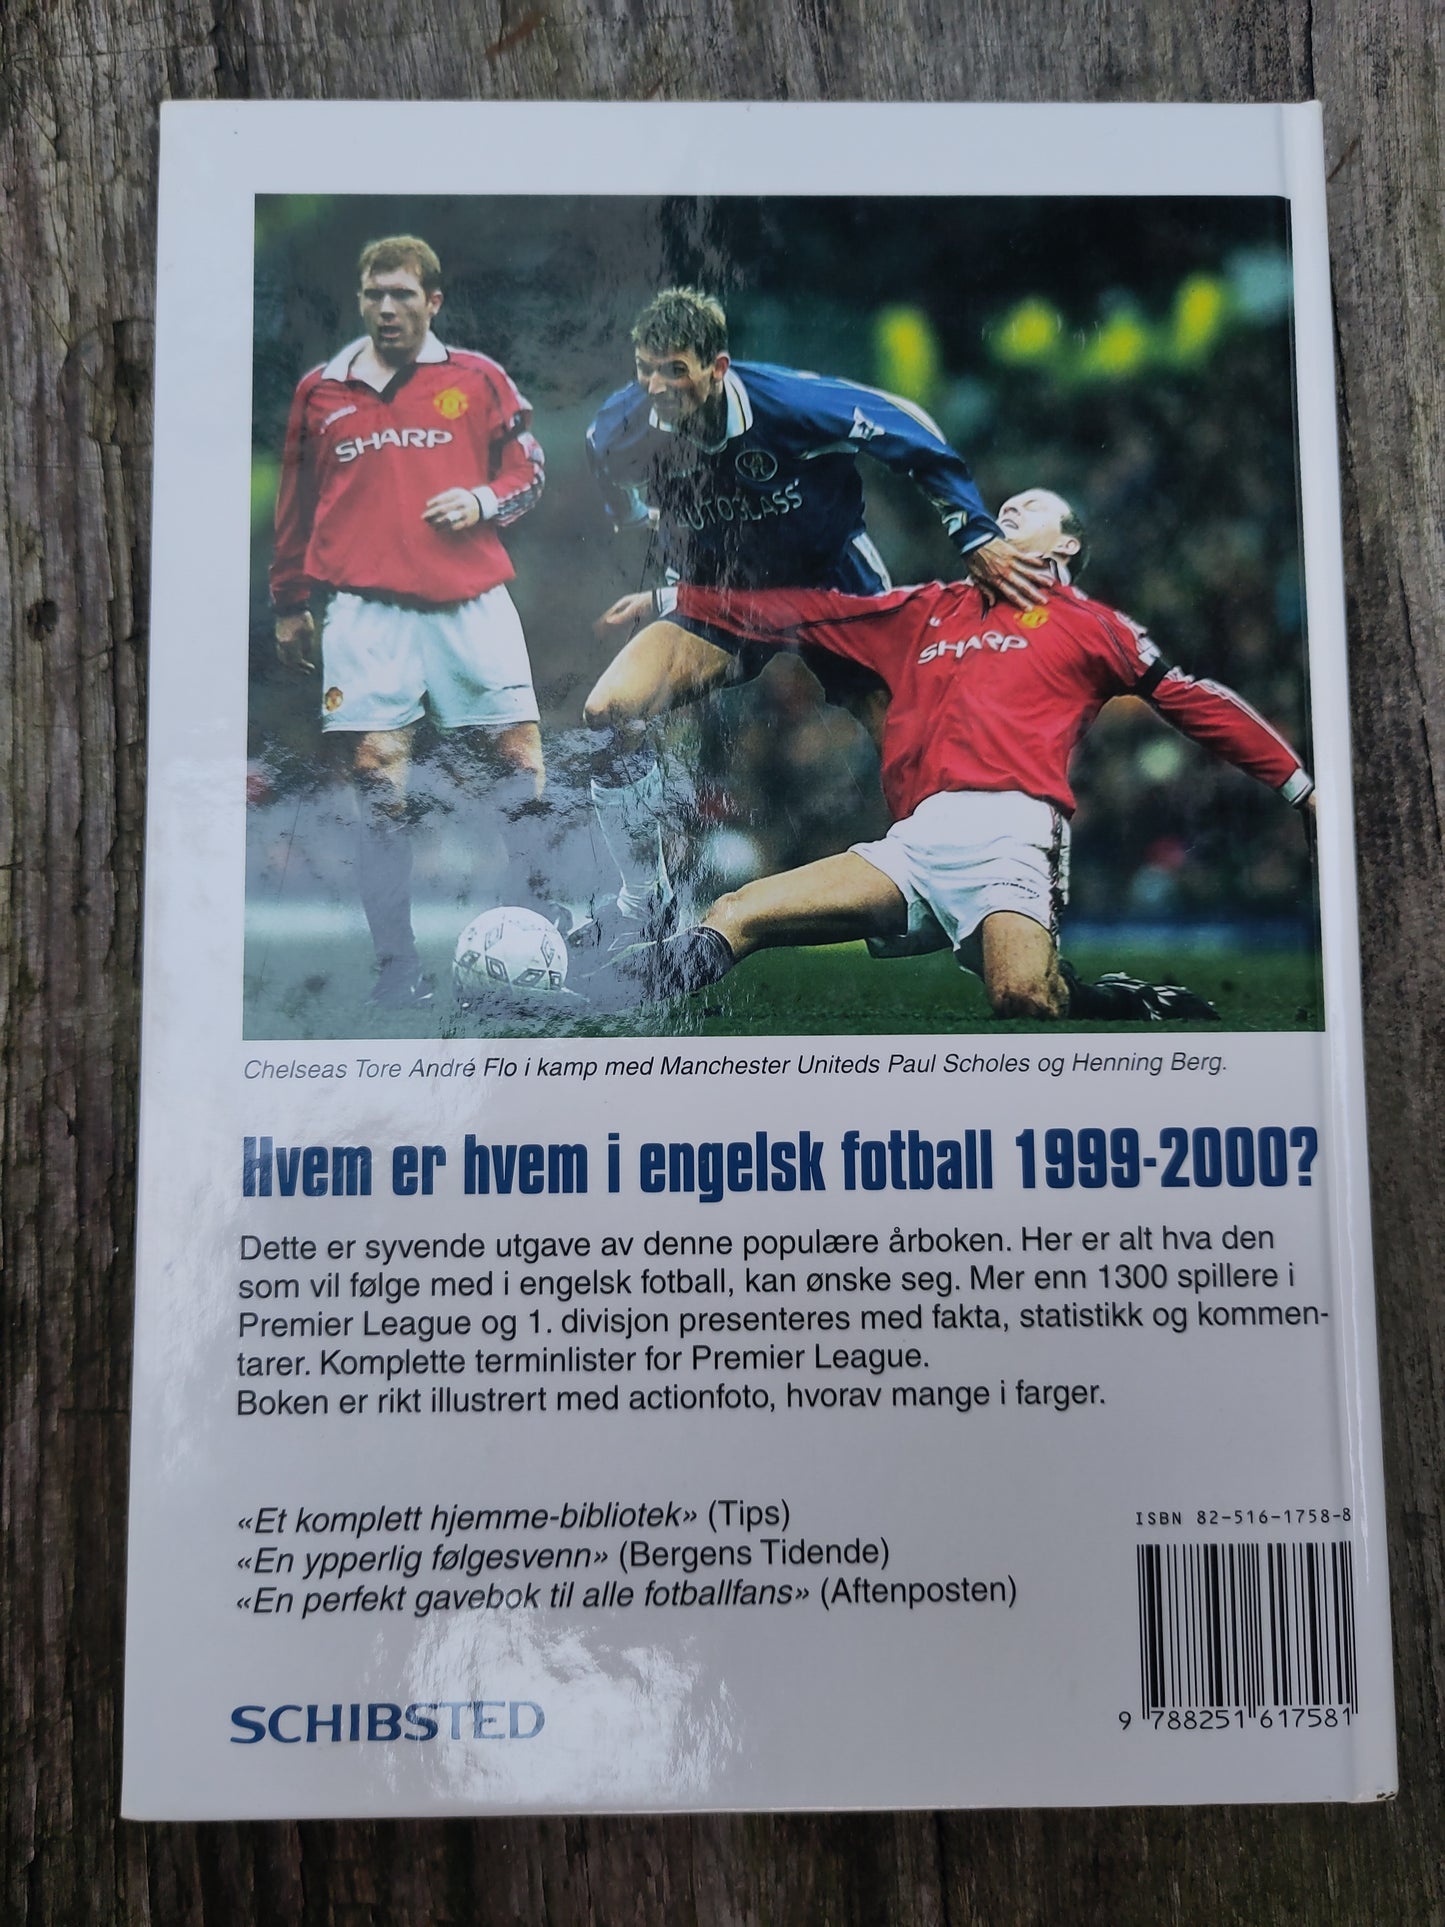 SHARP
AUTOGLASS
SHARP
Chelseas Tore André Flo i kamp med Manchester Uniteds Paul Scholes og Henning Berg.
Hvem er hvem i engelsk fotball 1999-2000?
Dette er syvende utgave av denne populære årboken. Her er alt hva den
som vil følge med i engelsk fotball, kan ønske seg. Mer enn 1300 spillere i
Premier League og 1. divisjon presenteres med fakta, statistikk og kommen-
tarer. Komplette terminlister for Premier League.
Boken er rikt illustrert med actionfoto, hvorav mange i farger.
«Et komplett hjemme-bibliotek» (Tips)
«En ypperlig følgesvenn» (Bergens Tidende)
«En perfekt gavebok til alle fotballfans» (Aftenposten)
ISBN 82-516-1758-8
9 788251 617581
SCHIBSTED